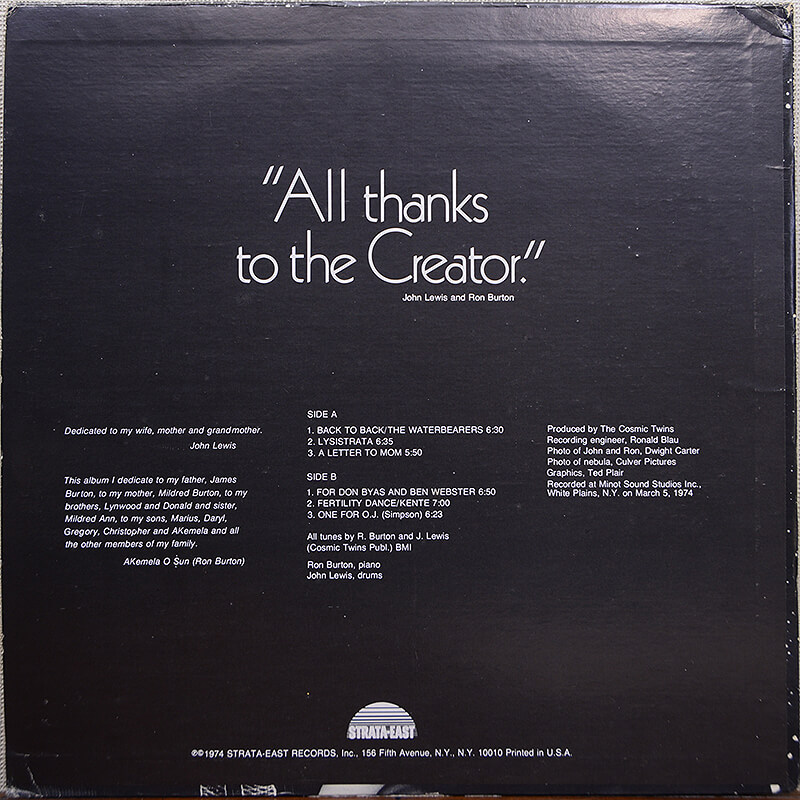 "All thanks
to the Creator."
John Lewis and Ron Burton
Dedicated to my wife, mother and grandmother.
John Lewis
This album I dedicate to my father, James
Burton, to my mother, Mildred Burton, to my
brothers, Lynwood and Donald and sister,
Mildred Ann, to my sons, Marius, Daryl,
Gregory, Christopher and AKemela and all
the other members of my family.
AKemela O Ṣun (Ron Burton)
SIDE A
1. BACK TO BACK/THE WATERBEARERS 6:30
2. LYSISTRATA 6:35
3. A LETTER TO MOM 5:50
SIDE B
1. FOR DON BYAS AND BEN WEBSTER 6:50
2. FERTILITY DANCE/KENTE 7:00
3. ONE FOR O.J. (Simpson) 6:23
All tunes by R. Burton and J. Lewis
(Cosmic Twins Publ.) BMI
Ron Burton, piano
John Lewis, drums
Produced by The Cosmic Twins
Recording engineer, Ronald Blau
Photo of John and Ron, Dwight Carter
Photo of nebula, Culver Pictures
Graphics, Ted Plair
Recorded at Minot Sound Studios Inc.,
White Plains, N.Y. on March 5, 1974
STRATA-EAST
℗©1974 STRATA-EAST RECORDS, Inc., 156 Fifth Avenue, N.Y., N.Y. 10010 Printed in U.S.A.